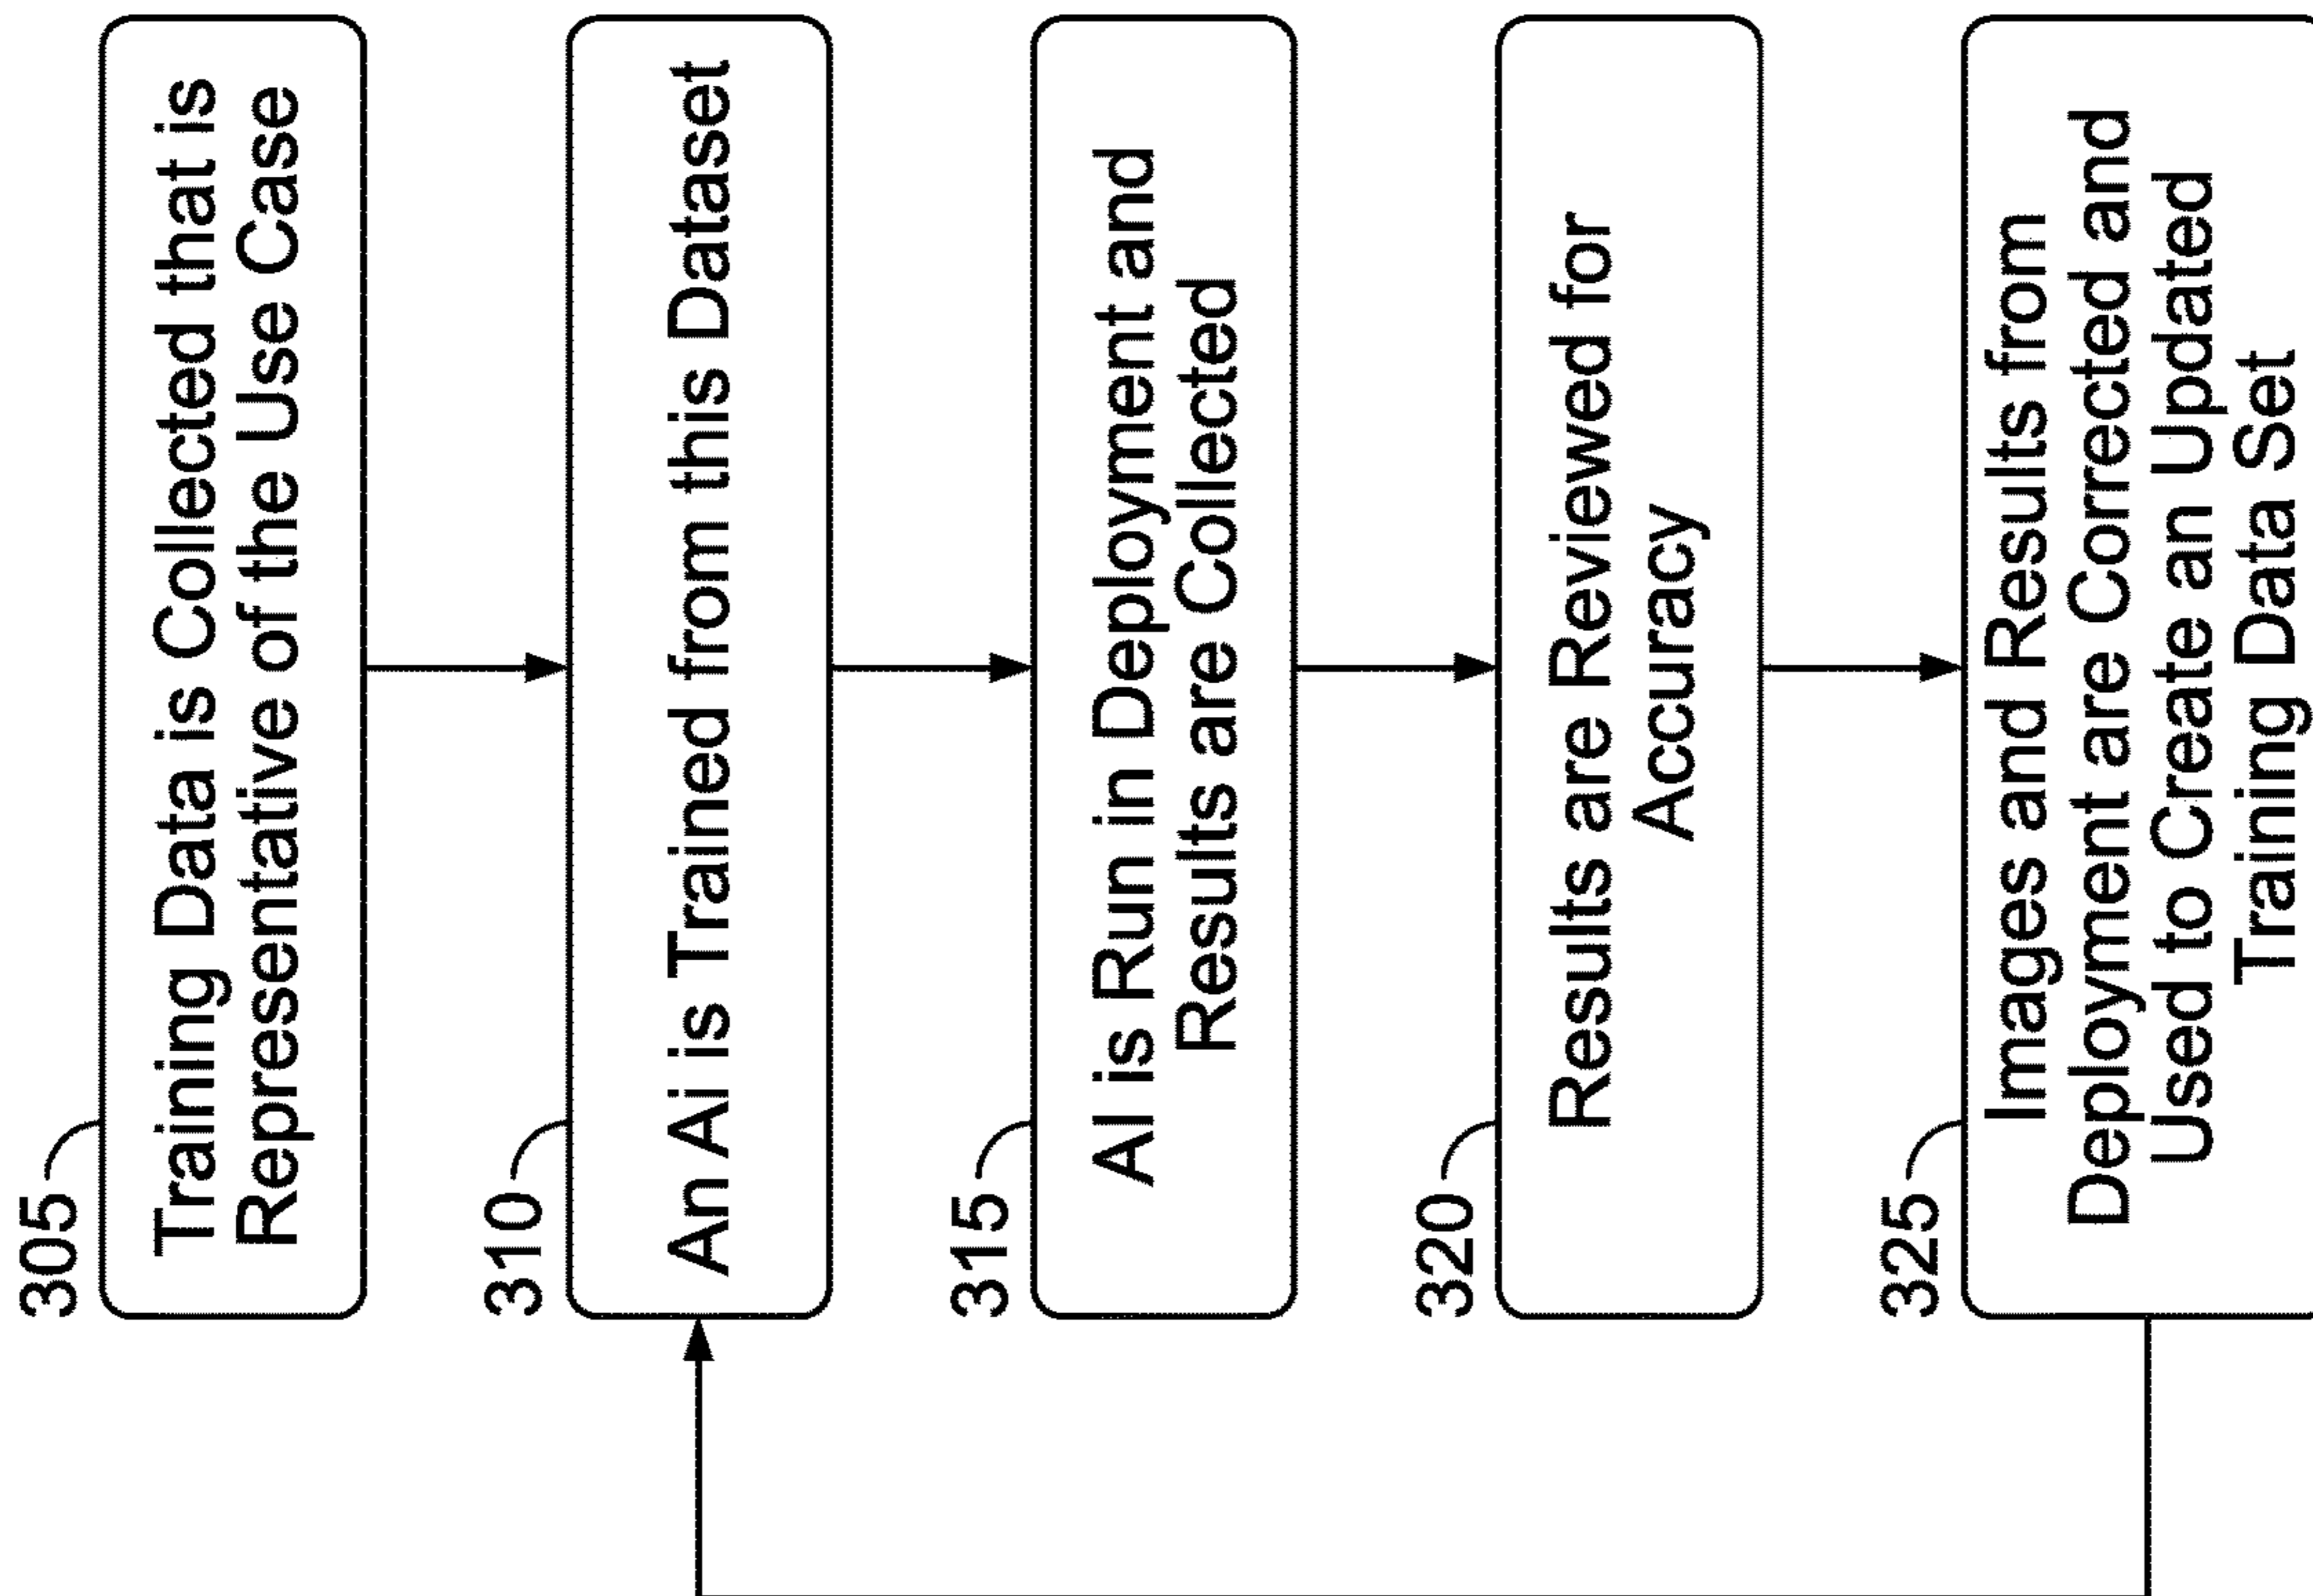 305
Training Data is Collected that is
Representative of the Use Case
310
An Ai is Trained from this Dataset
315
AI is Run in Deployment and
Results are Collected
320
Results are Reviewed for
Accuracy
325
Images and Results from
Deployment are Corrected and
Used to Create an Updated
Training Data Set